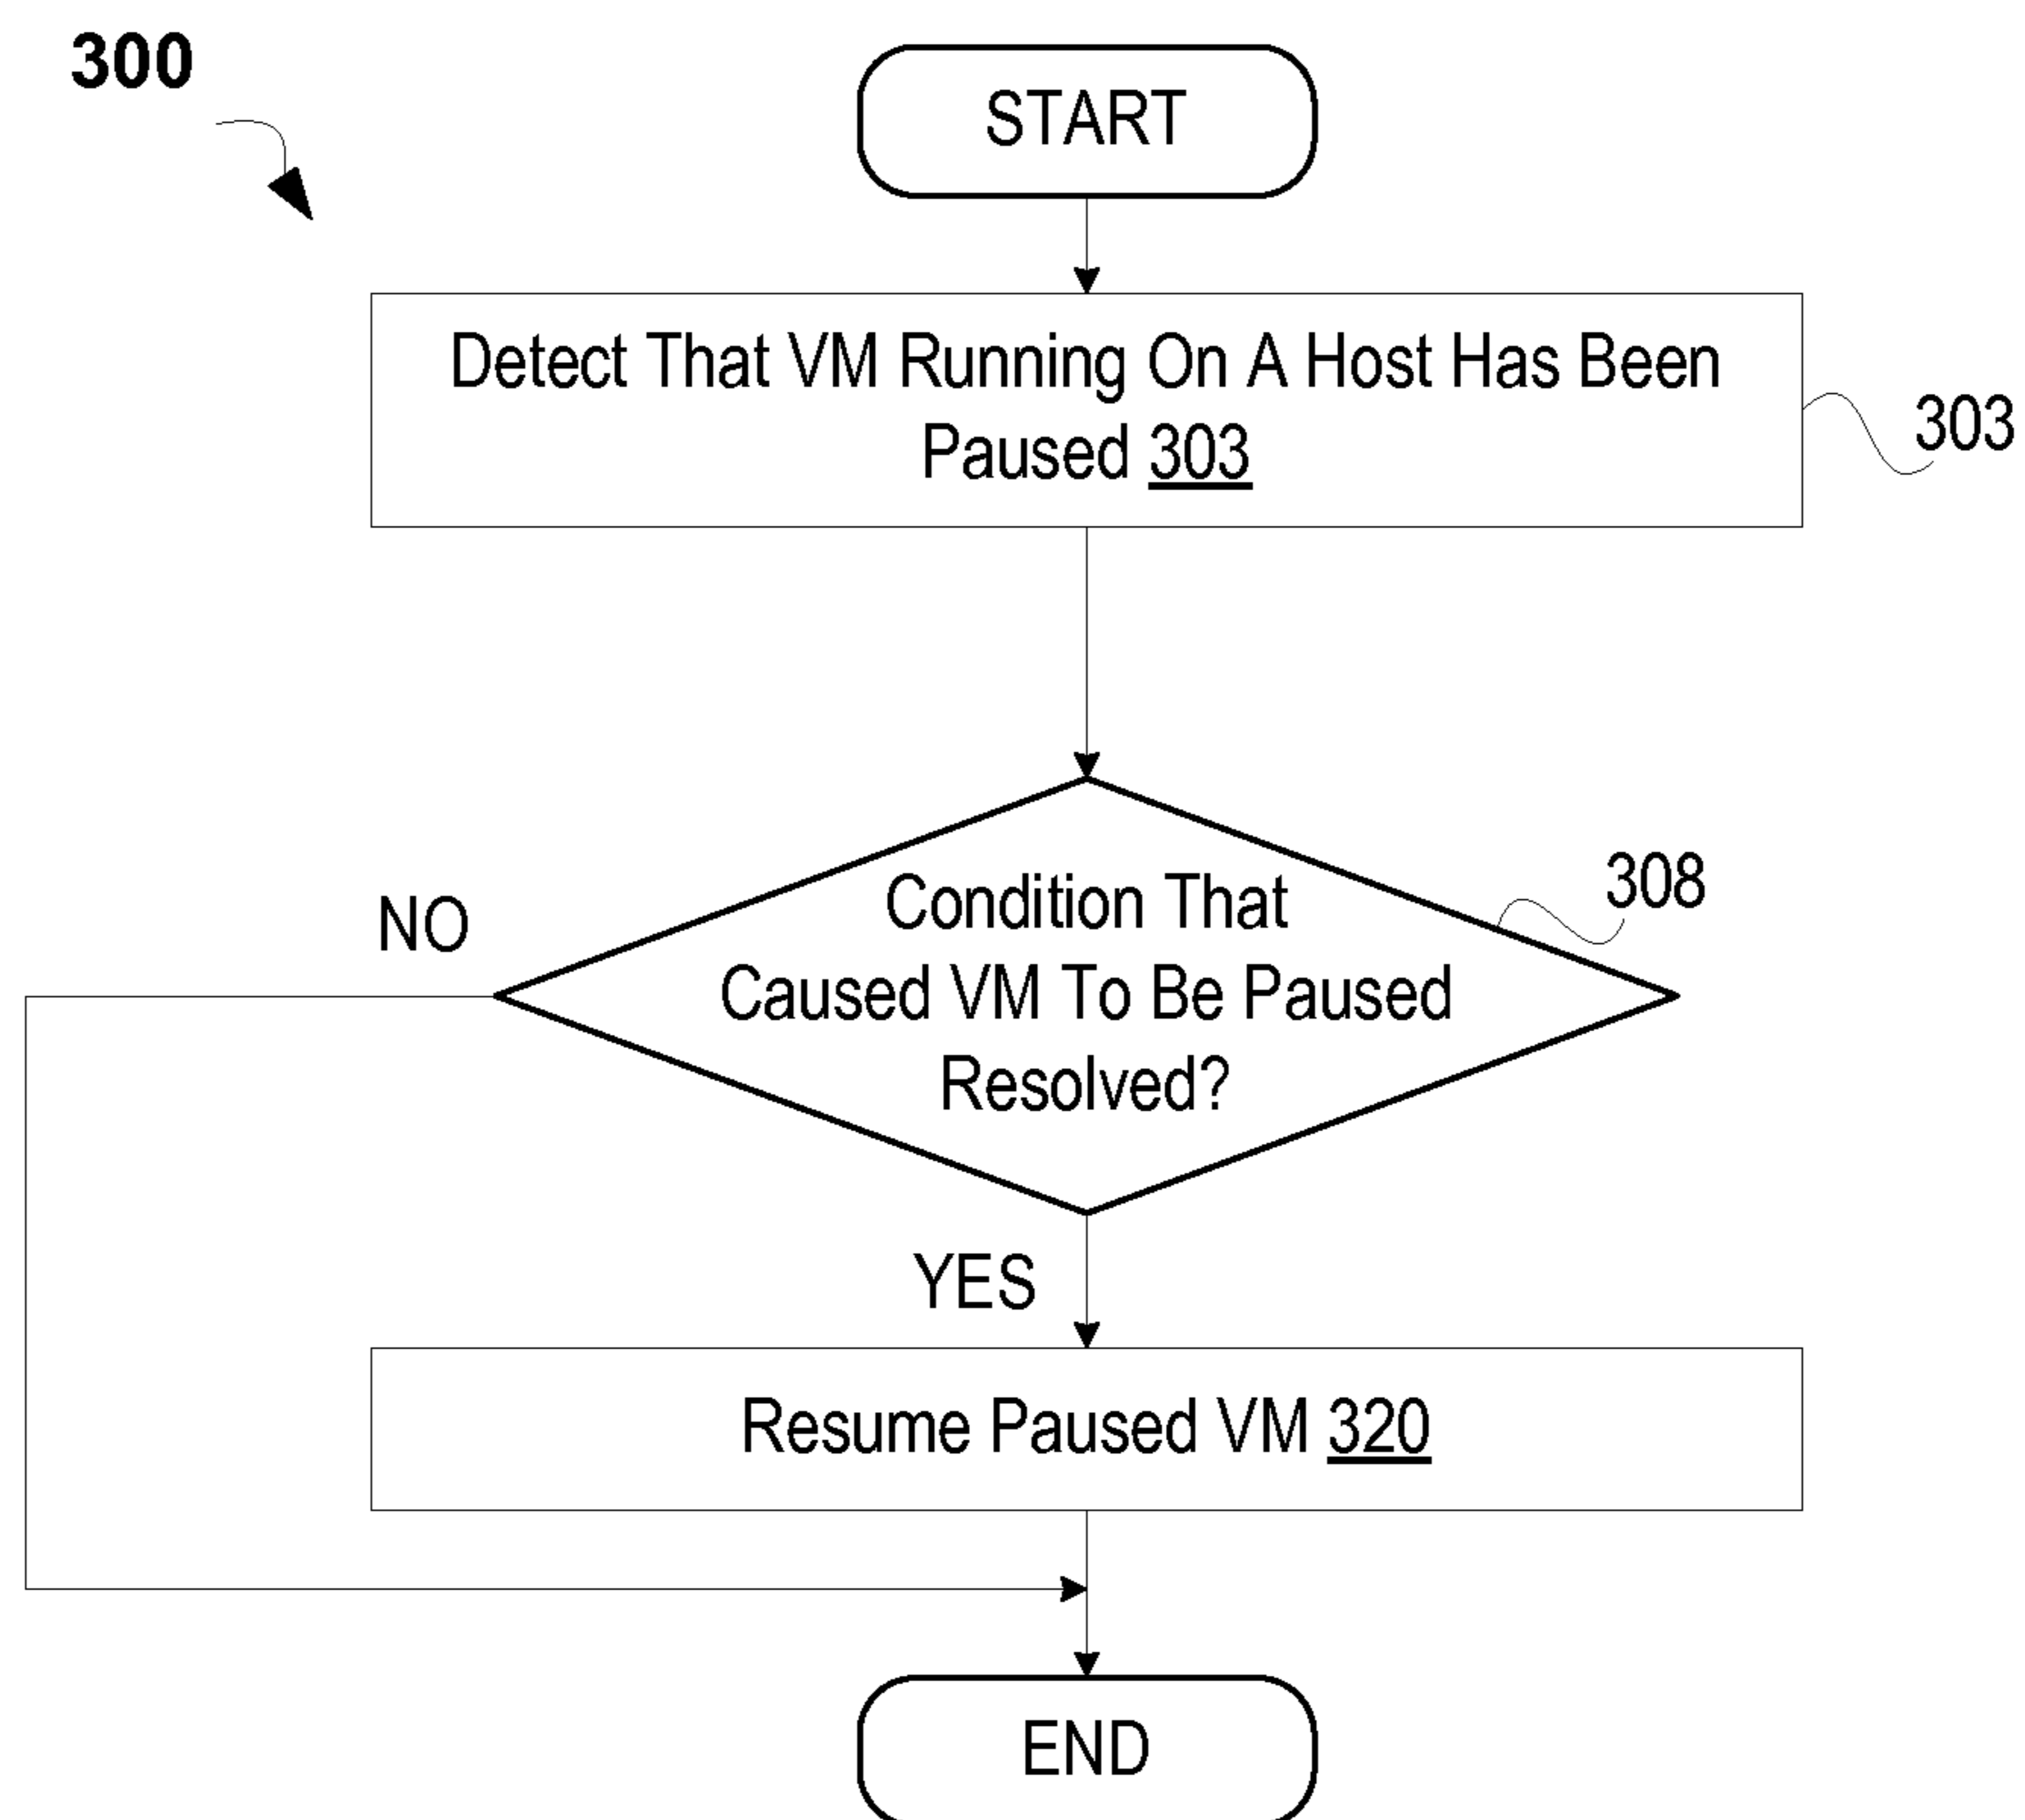 300
START
Detect That VM Running On A Host Has Been
Paused 303
303
308
Condition That
Caused VM To Be Paused
Resolved?
NO
YES
Resume Paused VM 320
END